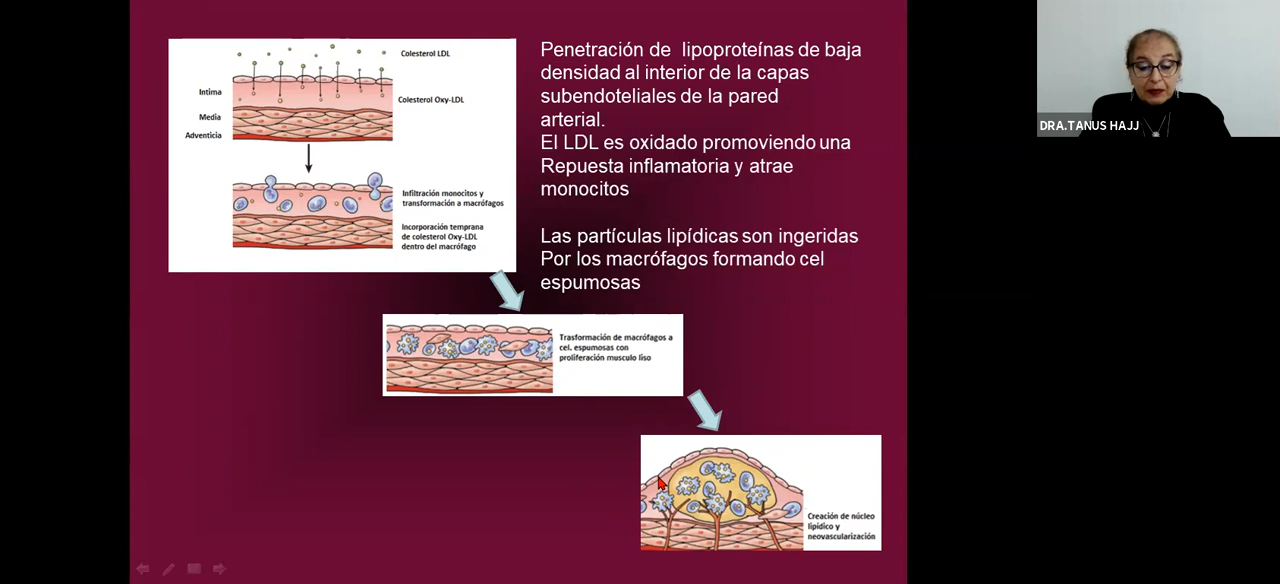 Colesterol LDL
Intima
Colesterol Oxy-LDL
Media
Adventicia
Infiltración monocitos y
transformación a macrófagos
Incorporación temprana
de colesterol Oxy-LDL
dentro del macrófago
Penetración de lipoproteínas de baja
densidad al interior de la capas
subendoteliales de la pared
arterial.
El LDL es oxidado promoviendo una
Repuesta inflamatoria y atrae
monocitos
Las partículas lipídicas son ingeridas
Por los macrófagos formando cel
espumosas
Trasformación de macrófagos a
cel. espumosas con
proliferación musculo liso
Creación de núcleo
lipídico y
neovascularización
DRA.TANUS HAJJ